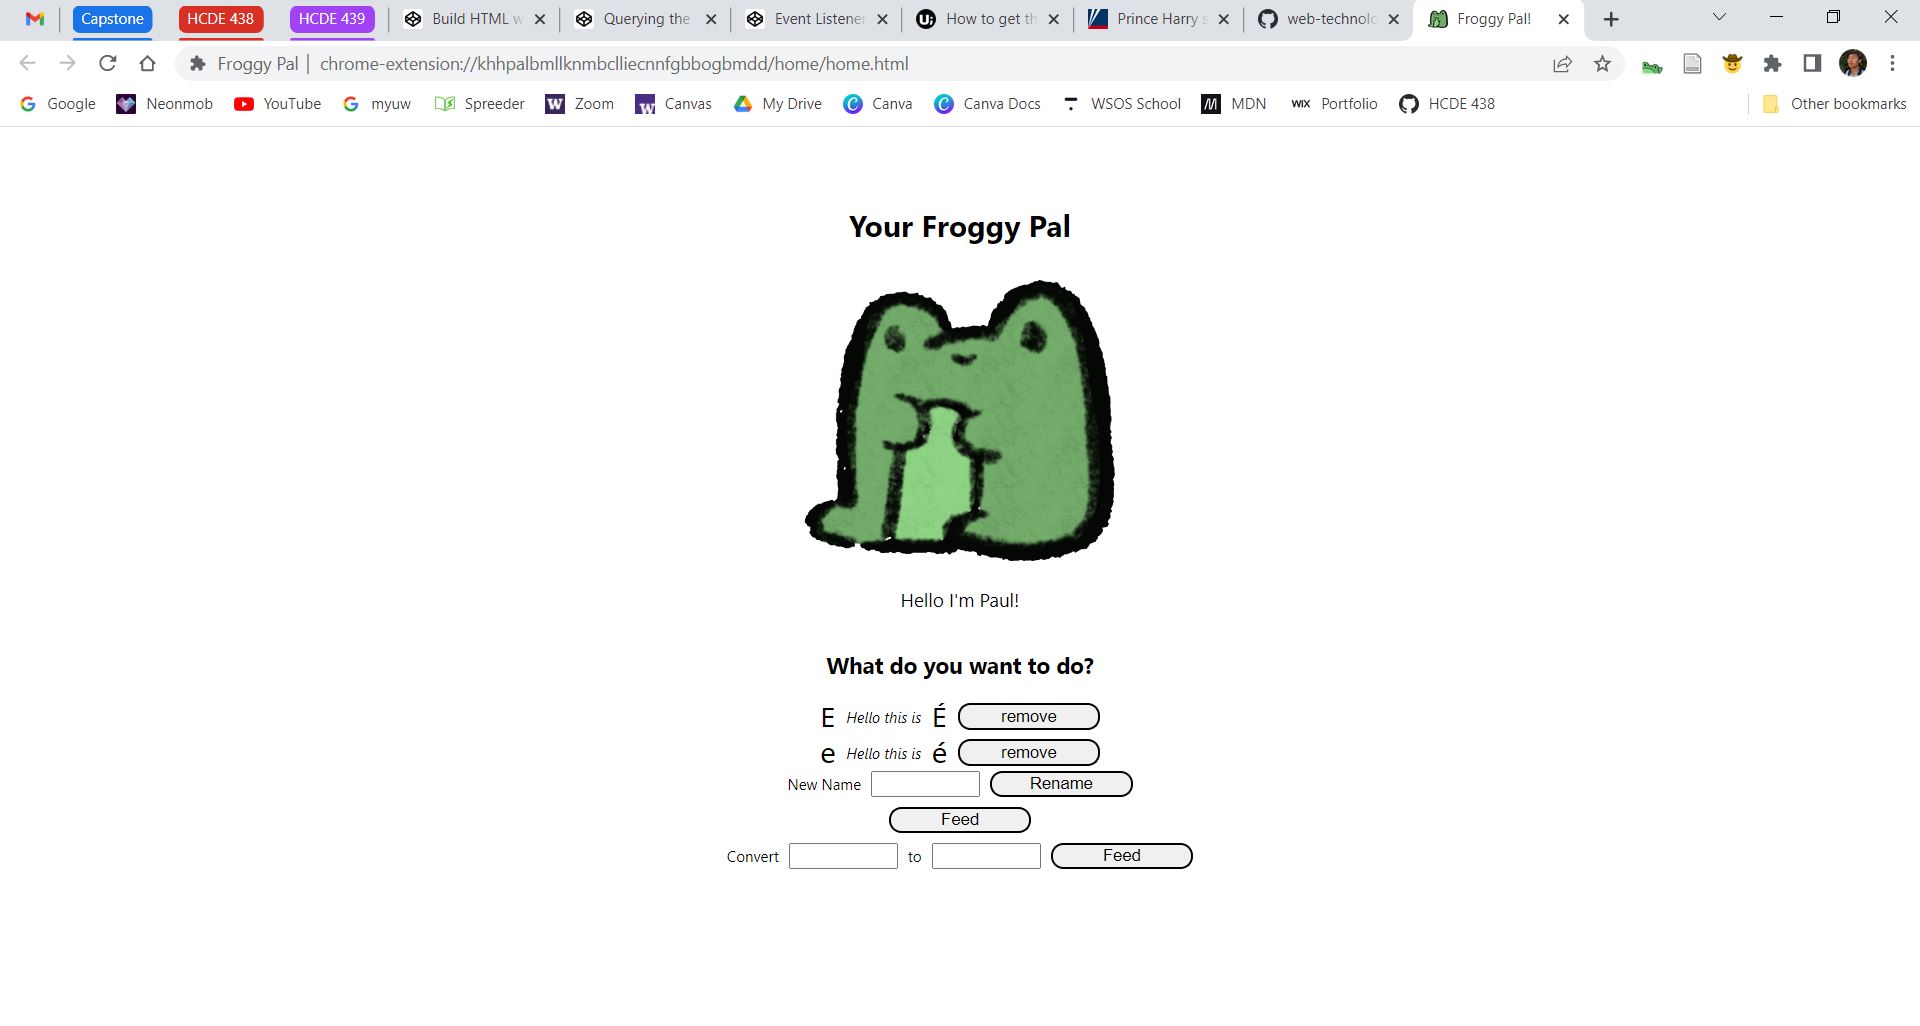 Capstone HCDE 438 HCDE 439 Build HTML w Querying the Event Listener How to get th Prince Harry s web-technolo Froggy Pal!
Froggy Pal | chrome-extension://khhpalbmllknmbclliecnnfgbbogbmdd/home/home.html
Google Neonmob YouTube myuw Spreeder Zoom Canvas My Drive Canva Canva Docs WSOS School MDN WIX Portfolio HCDE 438 Other bookmarks
Your Froggy Pal
Hello I'm Paul!
What do you want to do?
E Hello this is É remove
e Hello this is é remove
New Name Rename
Feed
Convert to Feed